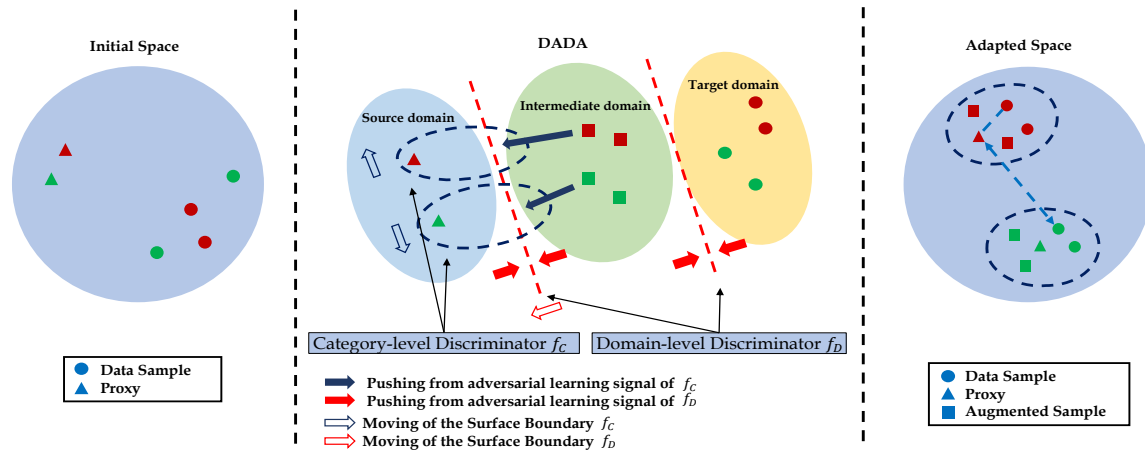 Initial Space
Data Sample
Proxy
DADA
Source domain
Intermediate domain
Target domain
Category-level Discriminator f_C
Domain-level Discriminator f_D
Pushing from adversarial learning signal of f_C
Pushing from adversarial learning signal of f_D
Moving of the Surface Boundary f_C
Moving of the Surface Boundary f_D
Adapted Space
Data Sample
Proxy
Augmented Sample